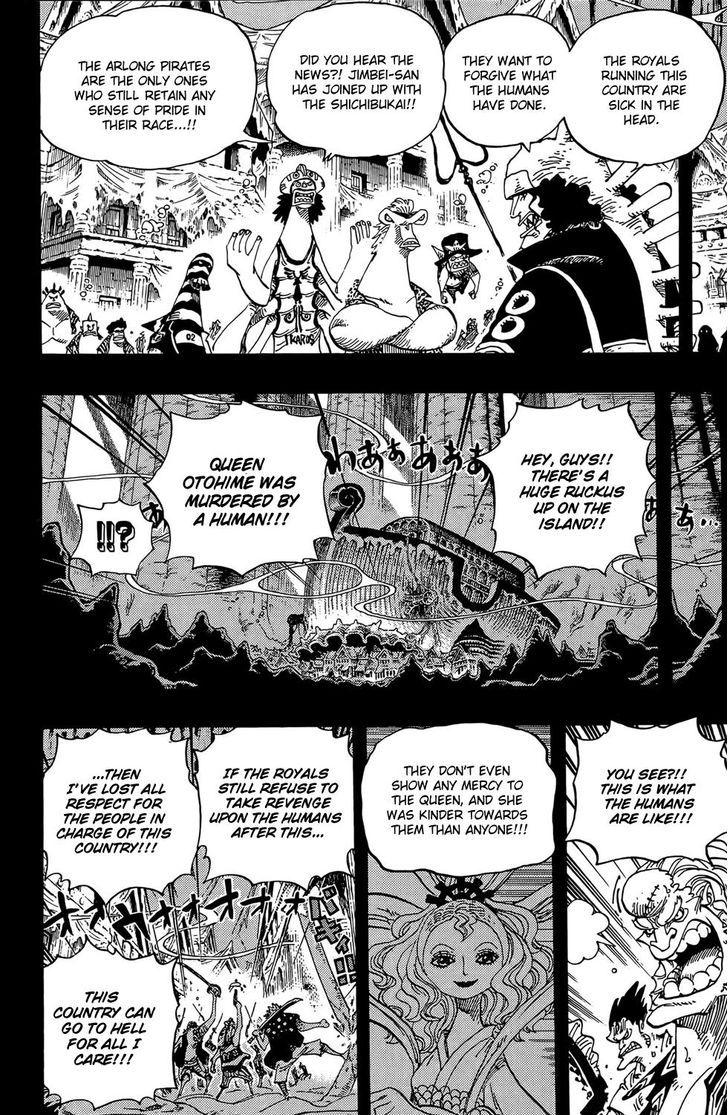 THE ROYALS
RUNNING THIS
COUNTRY ARE
SICK IN THE
HEAD.
THEY WANT TO
FORGIVE WHAT
THE HUMANS
HAVE DONE.
DID YOU HEAR
THE NEWS?! JIMBEI-SAN
HAS JOINED UP WITH
THE SHICHIBUKAI!!
THE ARLONG PIRATES
ARE THE ONLY ONES
WHO STILL RETAIN ANY
SENSE OF PRIDE IN
THEIR RACE...!!
IKAROS
02
HEY, GUYS!!
THERE'S A
HUGE RUCKUS
UP ON THE
ISLAND!!
わああああ
あ…
QUEEN
OTOHIME WAS
MURDERED BY
A HUMAN!!!
あ
!!?
YOU SEE?!!
THIS IS WHAT
THE HUMANS
ARE LIKE!!!
THEY DON'T EVEN
SHOW ANY MERCY TO
THE QUEEN, AND SHE
WAS KINDER TOWARDS
THEM THAN ANYONE!!!
IF THE ROYALS
STILL REFUSE TO
TAKE REVENGE
UPON THE HUMANS
AFTER THIS...
...THEN
I'VE LOST ALL
RESPECT FOR
THE PEOPLE IN
CHARGE OF THIS
COUNTRY!!!
THIS
COUNTRY CAN
GO TO HELL
FOR ALL I
CARE!!!